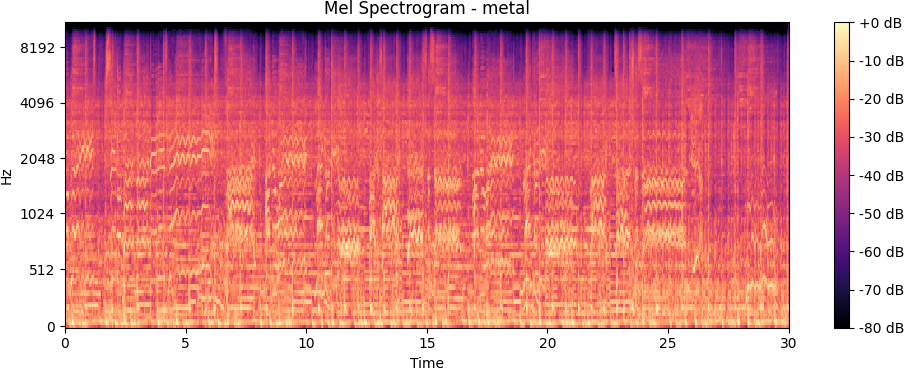 Mel Spectrogram - metal
Hz
8192
4096
2048
1024
512
0
0 5 10 15 20 25 30
Time
+0 dB
-10 dB
-20 dB
-30 dB
-40 dB
-50 dB
-60 dB
-70 dB
-80 dB